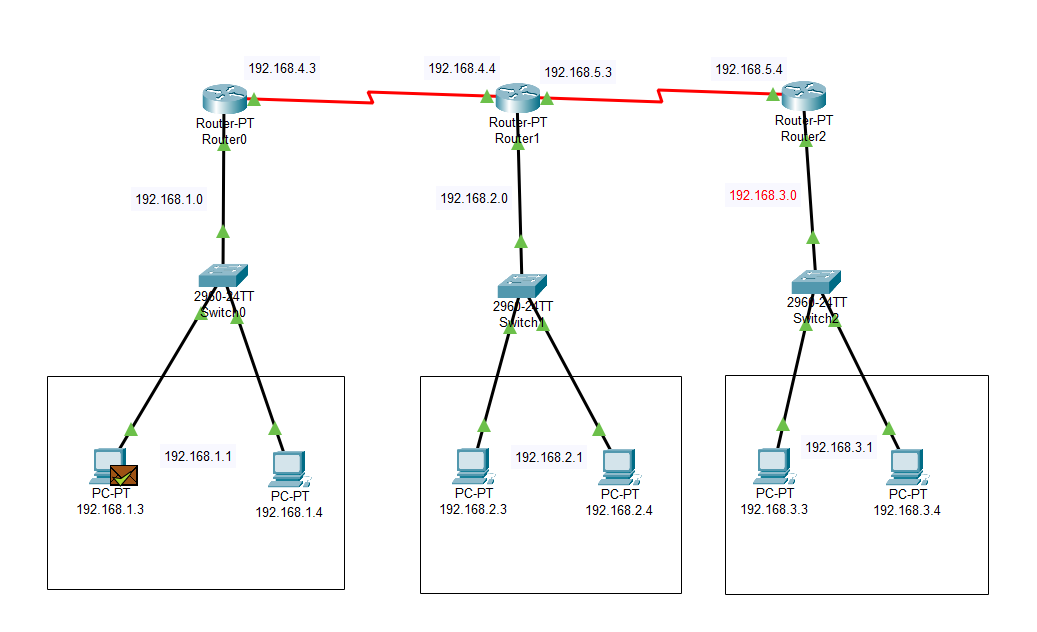 192.168.4.3
192.168.4.4
192.168.5.3
192.168.5.4
Router-PT
Router0
Router-PT
Router1
Router-PT
Router2
192.168.1.0
192.168.2.0
192.168.3.0
2960-24TT
Switch0
2960-24TT
Switch1
2960-24TT
Switch2
192.168.1.1
192.168.2.1
192.168.3.1
PC-PT
192.168.1.3
PC-PT
192.168.1.4
PC-PT
192.168.2.3
PC-PT
192.168.2.4
PC-PT
192.168.3.3
PC-PT
192.168.3.4